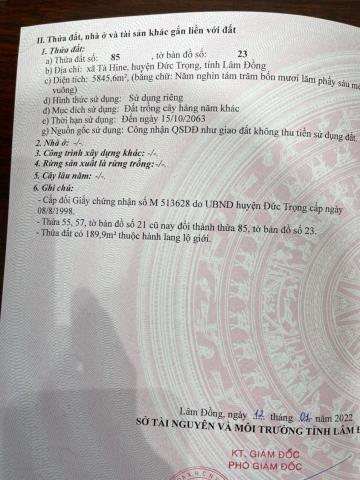 II. Thửa đất, nhà ở và tài sản khác gắn liền với đất
1. Thửa đất:
a) Thửa đất số: 85 , tờ bản đồ số: 23
b) Địa chỉ: xã Tà Hine, huyện Đức Trọng, tỉnh Lâm Đồng
c) Diện tích: 5845,6m², (bằng chữ: Năm nghìn tám trăm bốn mươi lăm phẩy sáu mét
vuông)
d) Hình thức sử dụng: Sử dụng riêng
đ) Mục đích sử dụng: Đất trồng cây hàng năm khác
e) Thời hạn sử dụng: Đến ngày 15/10/2063
g) Nguồn gốc sử dụng: Công nhận QSDĐ như giao đất không thu tiền sử dụng đất.
2. Nhà ở: -/-.
3. Công trình xây dựng khác: -/-.
4. Rừng sản xuất là rừng trồng: -/-.
5. Cây lâu năm: -/-.
6. Ghi chú:
- Cấp đổi Giấy chứng nhận số M 513628 do UBND huyện Đức Trọng cấp ngày
08/8/1998.
- Thửa 55, 57, tờ bản đồ số 21 cũ nay đổi thành thửa 85, tờ bản đồ số 23.
- Thửa đất có 189,9m² thuộc hành lang lộ giới.
Lâm Đồng, ngày 12 tháng 01 năm 2022
SỞ TÀI NGUYÊN VÀ MÔI TRƯỜNG TỈNH LÂM
KT. GIÁM ĐỐC
PHÓ GIÁM ĐỐC